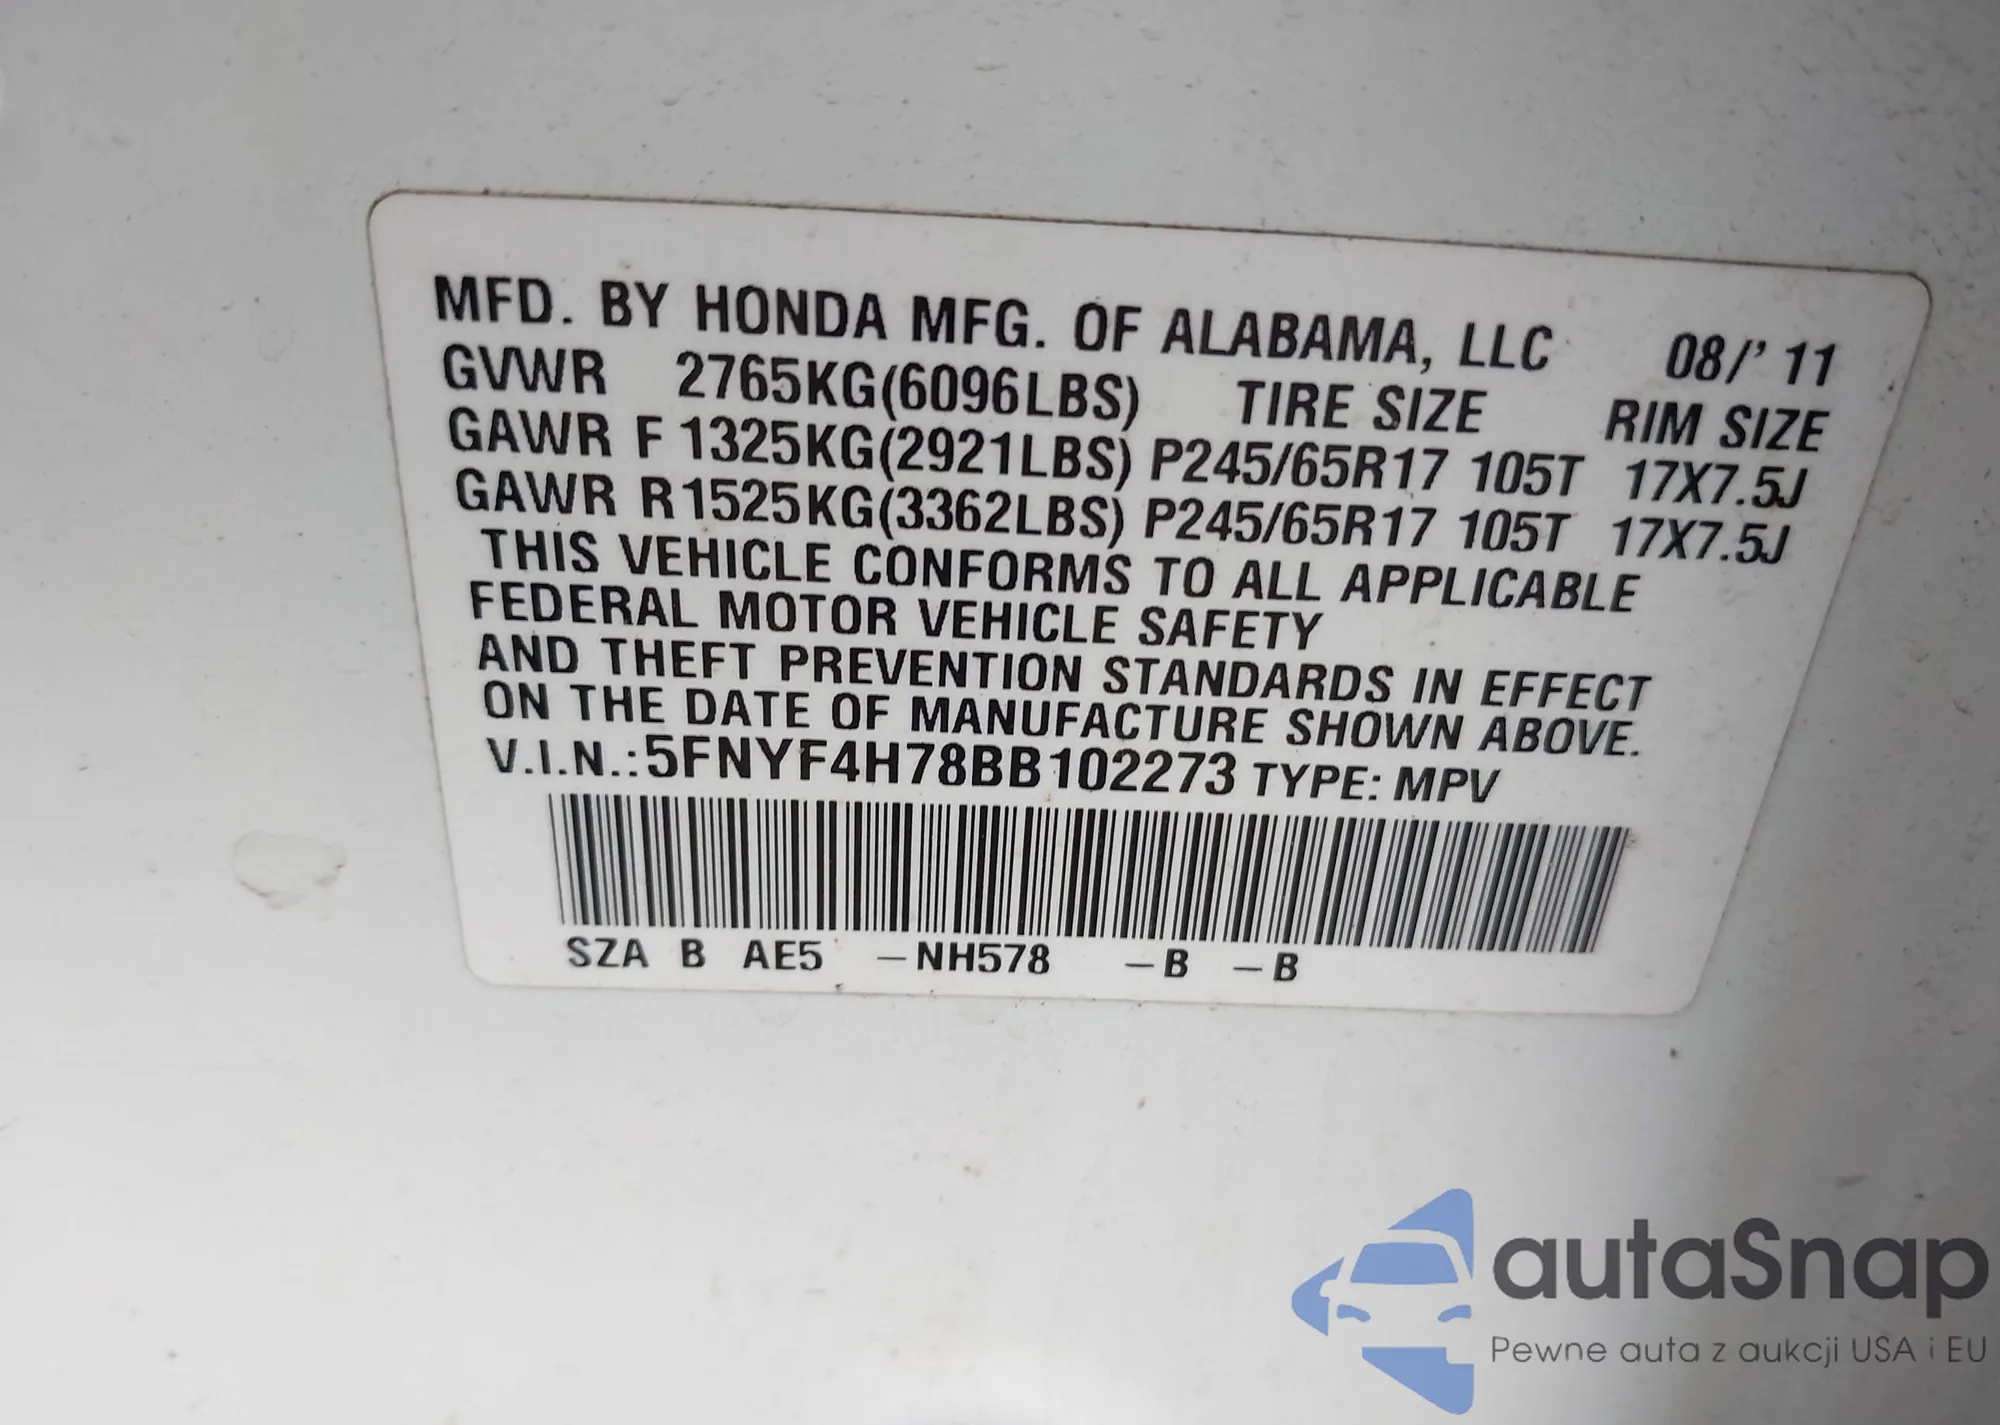 MFD. BY HONDA MFG. OF ALABAMA, LLC 08/' 11
GVWR 2765KG(6096LBS) TIRE SIZE RIM SIZE
GAWR F 1325KG(2921LBS) P245/65R17 105T 17X7.5J
GAWR R1525KG(3362LBS) P245/65R17 105T 17X7.5J
THIS VEHICLE CONFORMS TO ALL APPLICABLE
FEDERAL MOTOR VEHICLE SAFETY
AND THEFT PREVENTION STANDARDS IN EFFECT
ON THE DATE OF MANUFACTURE SHOWN ABOVE.
V.I.N.:5FNYF4H78BB102273 TYPE: MPV
SZA B AE5 –NH578 –B –B
autaSnap
Pewne auta z aukcji USA i EU